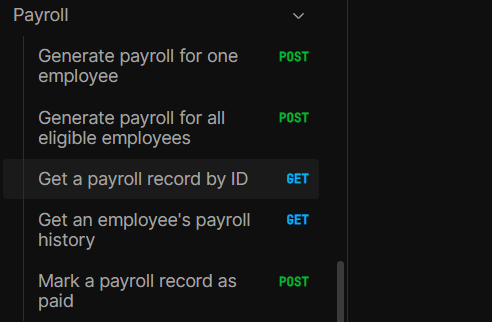 Payroll
Generate payroll for one POST
employee
Generate payroll for all POST
eligible employees
Get a payroll record by ID GET
Get an employee's payroll GET
history
Mark a payroll record as POST
paid